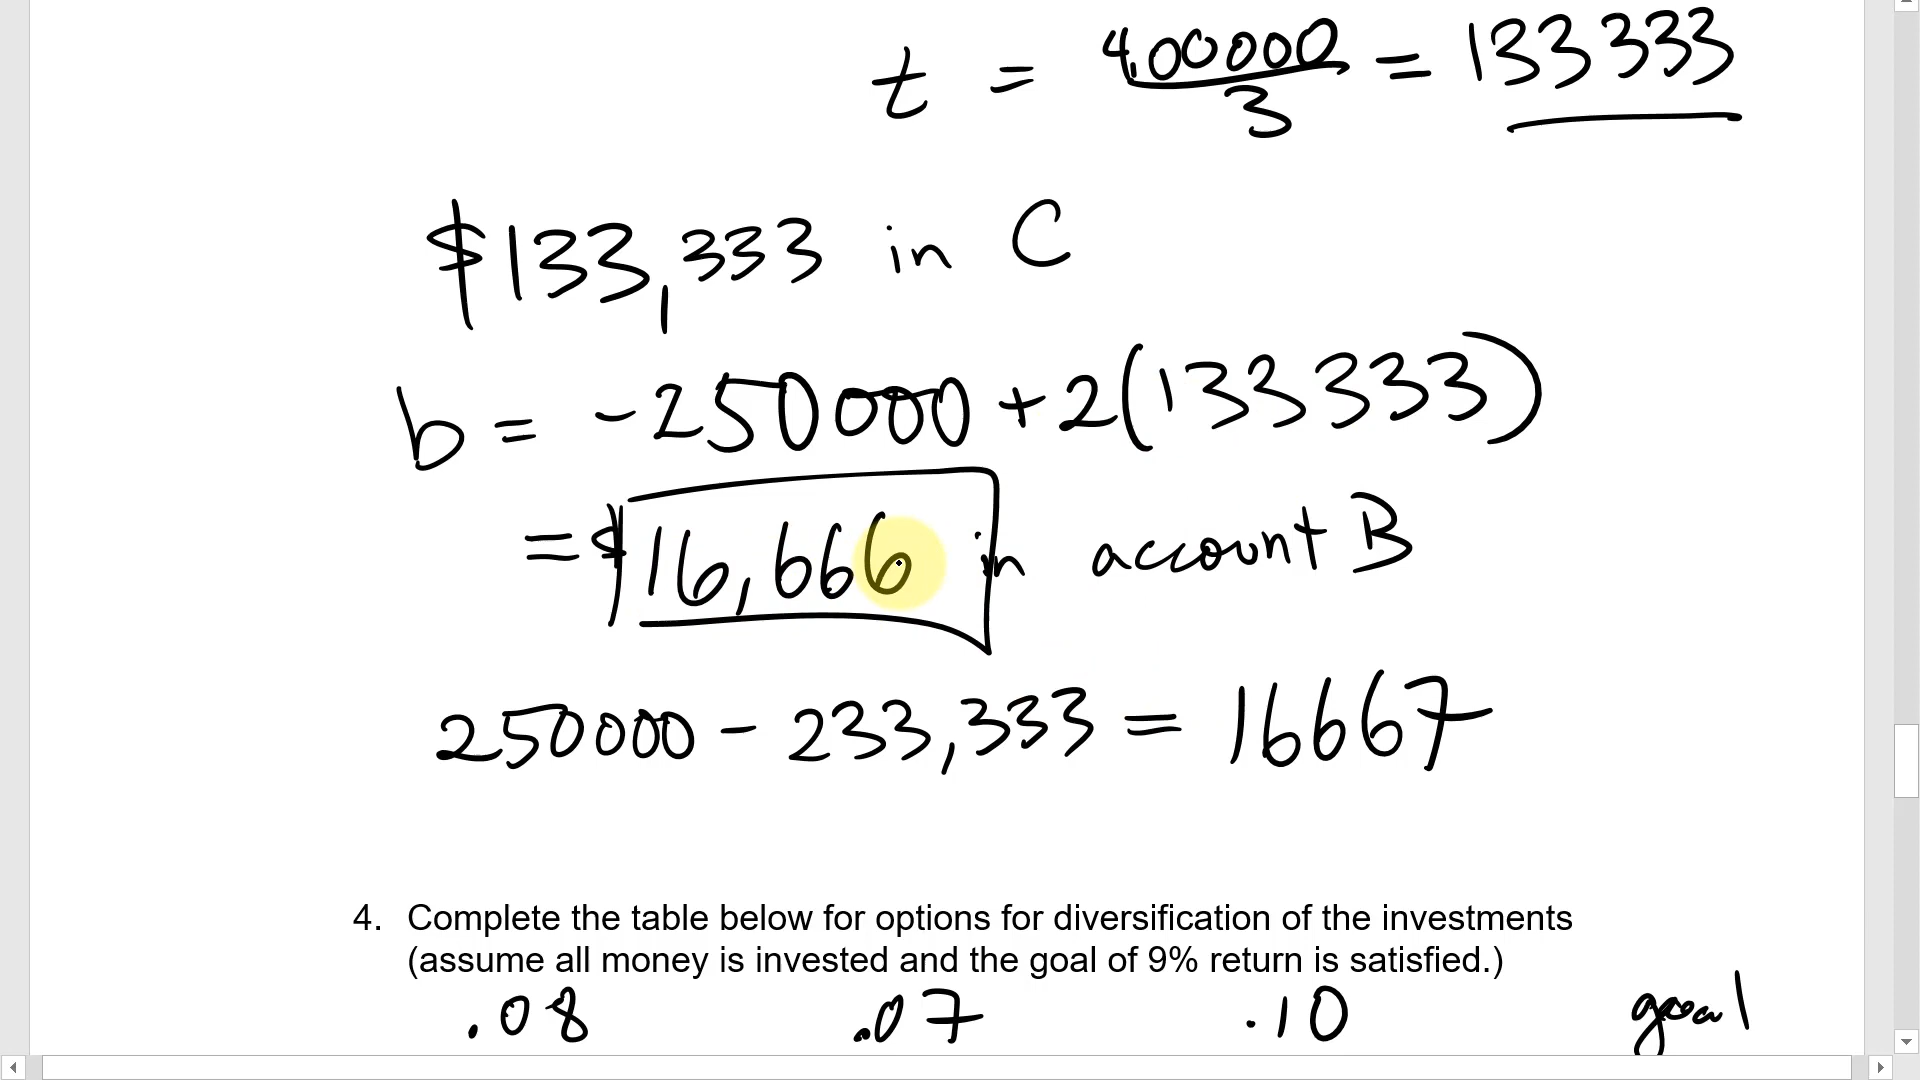 t = 400000/3 = 133333
$133,333 in C
b = -250000 + 2(133333)
= $16,666 in account B
250000 - 233,333 = 16667
4. Complete the table below for options for diversification of the investments
(assume all money is invested and the goal of 9% return is satisfied.)
.08 .07 .10 goal